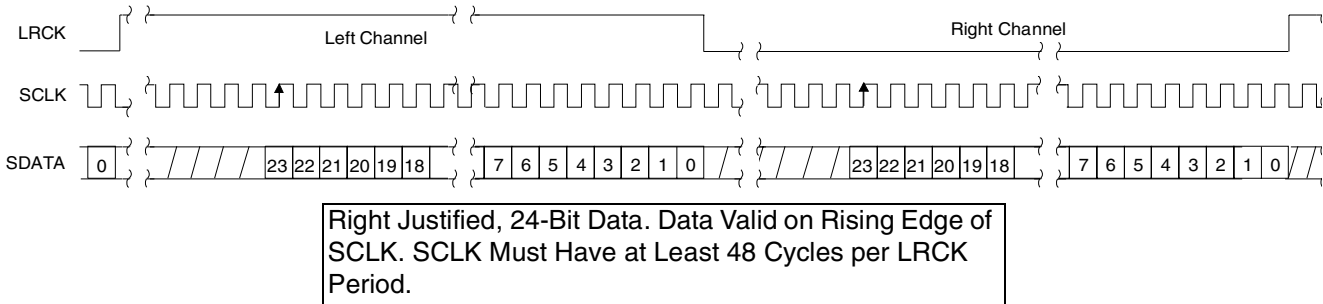 LRCK
Left Channel
Right Channel
SCLK
SDATA
0 23 22 21 20 19 18 7 6 5 4 3 2 1 0 23 22 21 20 19 18 7 6 5 4 3 2 1 0
Right Justified, 24-Bit Data. Data Valid on Rising Edge of
SCLK. SCLK Must Have at Least 48 Cycles per LRCK
Period.